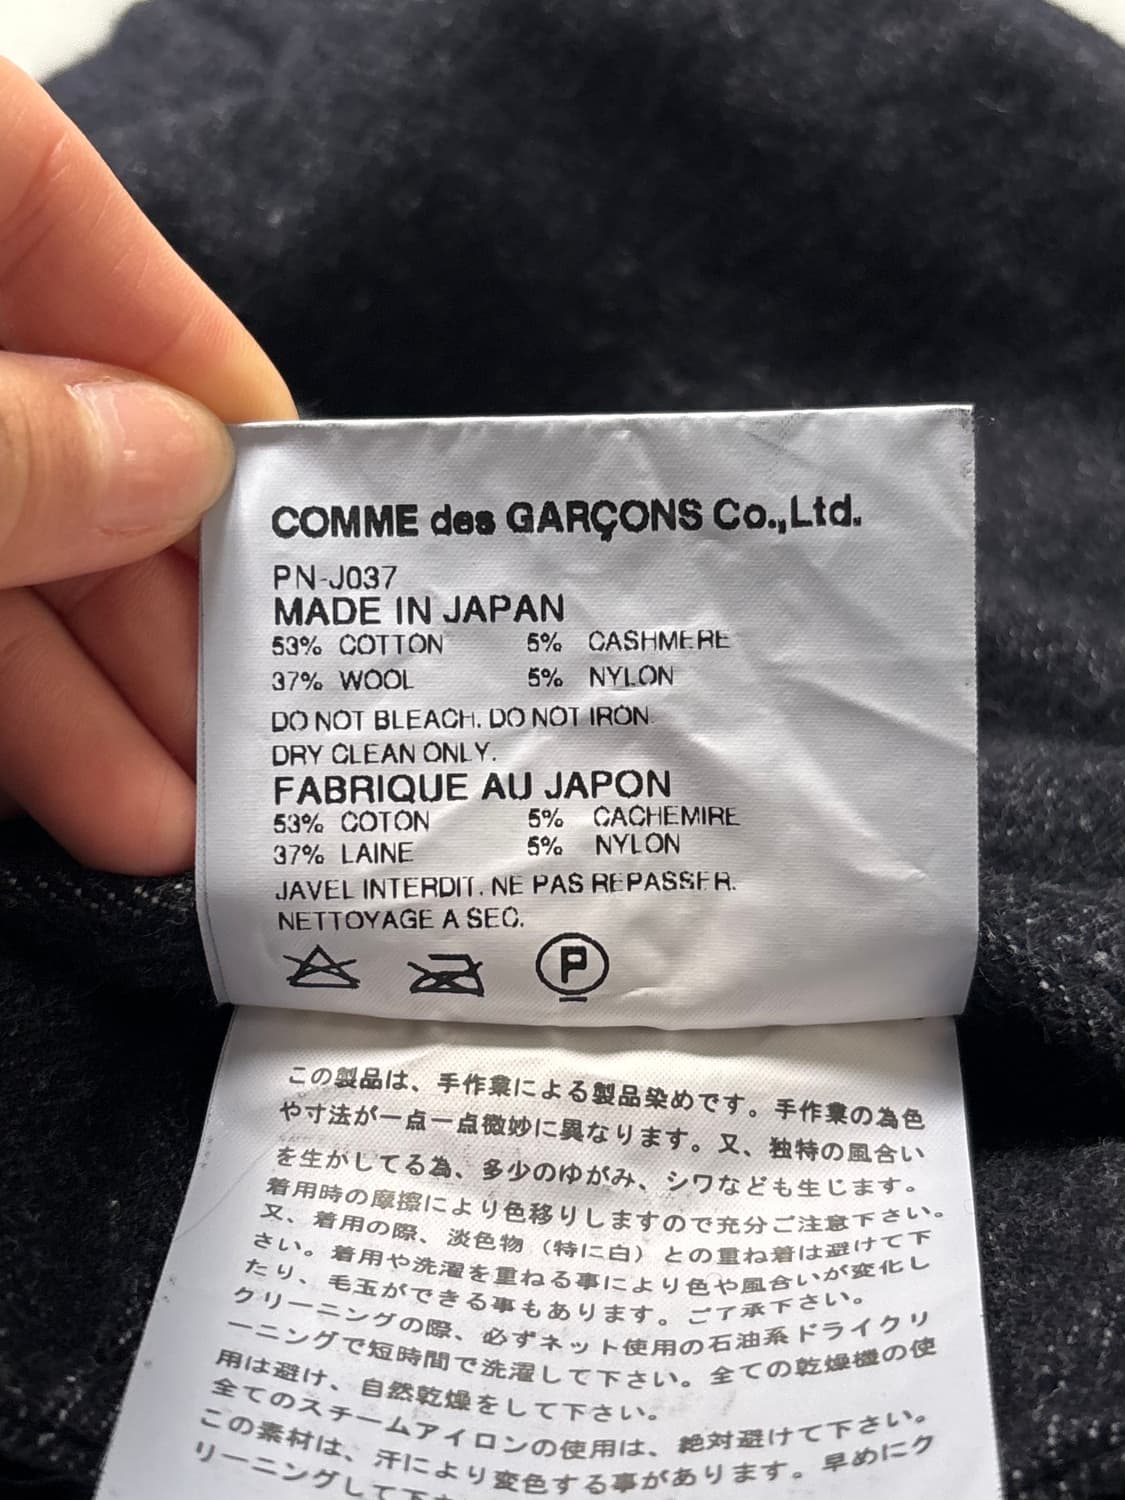 COMME des GARÇONS Co.,Ltd.
PN-J037
MADE IN JAPAN
53% COTTON 5% CASHMERE
37% WOOL 5% NYLON
DO NOT BLEACH. DO NOT IRON.
DRY CLEAN ONLY.
FABRIQUE AU JAPON
53% COTON 5% CACHEMIRE
37% LAINE 5% NYLON
JAVEL INTERDIT. NE PAS REPASSER.
NETTOYAGE A SEC.
P
この製品は、手作業による製品染めです。手作業の為色
や寸法が一点一点微妙に異なります。又、独特の風合い
を生かしてる為、多少のゆがみ、シワなども生じます。
着用時の摩擦により色移りしますので充分ご注意下さい。
又、着用の際、淡色物（特に白）との重ね着は避けて下
さい。着用や洗濯を重ねる事により色や風合いが変化し
たり、毛玉ができる事もあります。ご了承下さい。
クリーニングの際、必ずネット使用の石油系ドライクリ
ーニングで短時間で洗濯して下さい。全ての乾燥機の使
用は避け、自然乾燥をして下さい。
全てのスチームアイロンの使用は、絶対避けて下さい。
この素材は、汗により変色する事があります。早めにク
リーニングして下さ